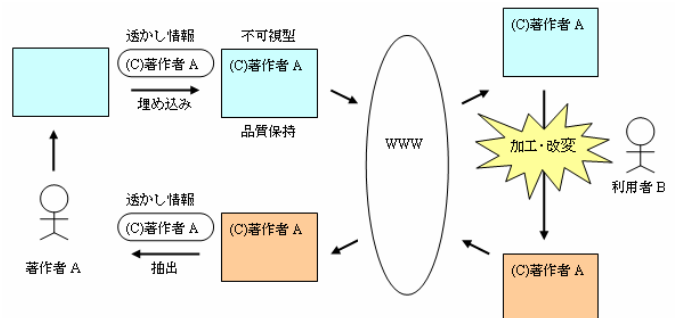 透かし情報
(C)著作者 A
埋め込み
不可視型
(C)著作者 A
品質保持
WWW
(C)著作者 A
加工・改変
利用者 B
(C)著作者 A
(C)著作者 A
透かし情報
(C)著作者 A
抽出
著作者 A